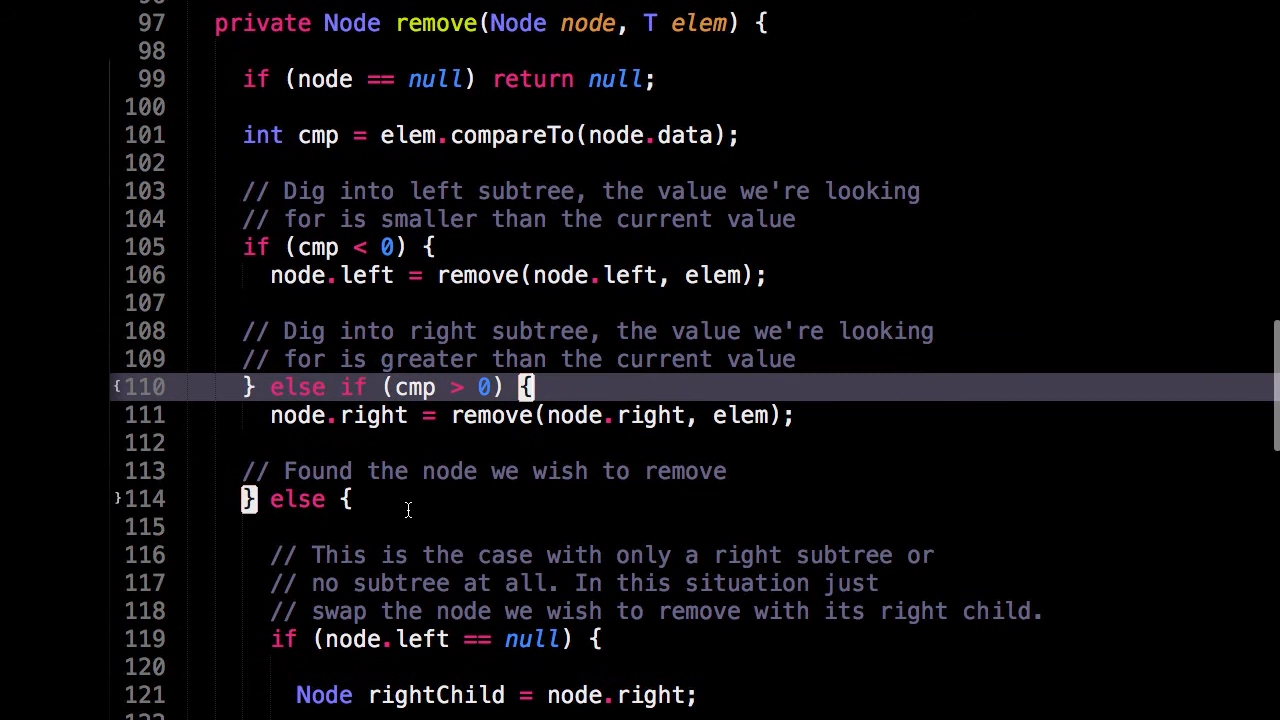 97 private Node remove(Node node, T elem) {
98
99 if (node == null) return null;
100
101 int cmp = elem.compareTo(node.data);
102
103 // Dig into left subtree, the value we're looking
104 // for is smaller than the current value
105 if (cmp < 0) {
106 node.left = remove(node.left, elem);
107
108 // Dig into right subtree, the value we're looking
109 // for is greater than the current value
{110 } else if (cmp > 0) {
111 node.right = remove(node.right, elem);
112
113 // Found the node we wish to remove
}114 } else {
115
116 // This is the case with only a right subtree or
117 // no subtree at all. In this situation just
118 // swap the node we wish to remove with its right child.
119 if (node.left == null) {
120
121 Node rightChild = node.right;